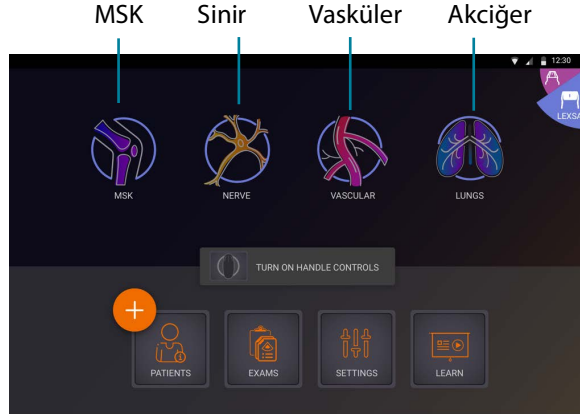 MSK Sinir Vasküler Akciğer
12:30
LEXSA
MSK NERVE VASCULAR LUNGS
TURN ON HANDLE CONTROLS
PATIENTS EXAMS SETTINGS LEARN